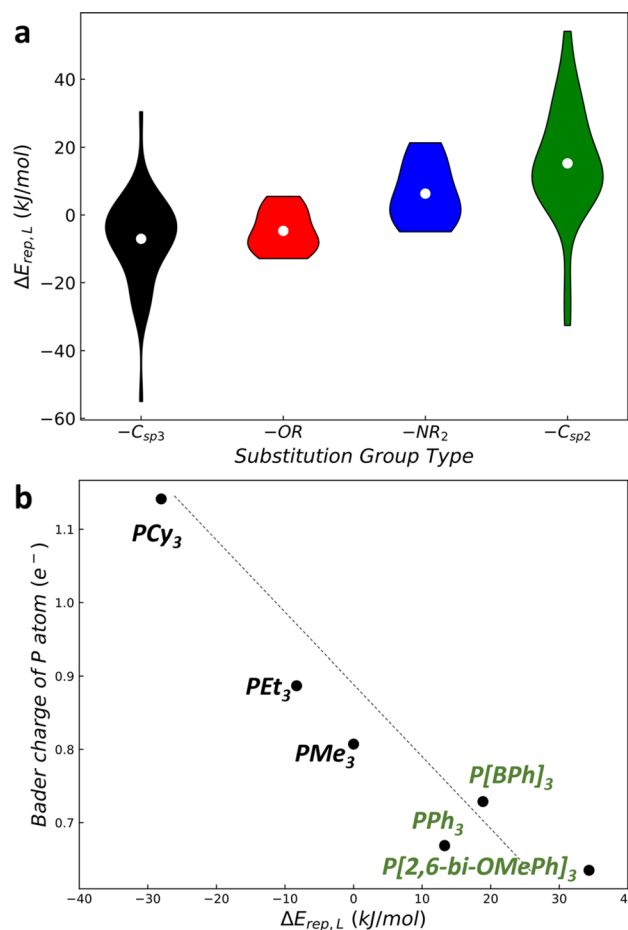 a
40
20
0
−20
−40
−60
ΔE_rep,L (kJ/mol)
−C_sp3 −OR −NR_2 −C_sp2
Substitution Group Type
b
1.1
1.0
0.9
0.8
0.7
Bader charge of P atom (e^−)
PCy_3
PEt_3
PMe_3
P[BPh]_3
PPh_3
P[2,6-bi-OMePh]_3
−40 −30 −20 −10 0 10 20 30 4
ΔE_rep,L (kJ/mol)